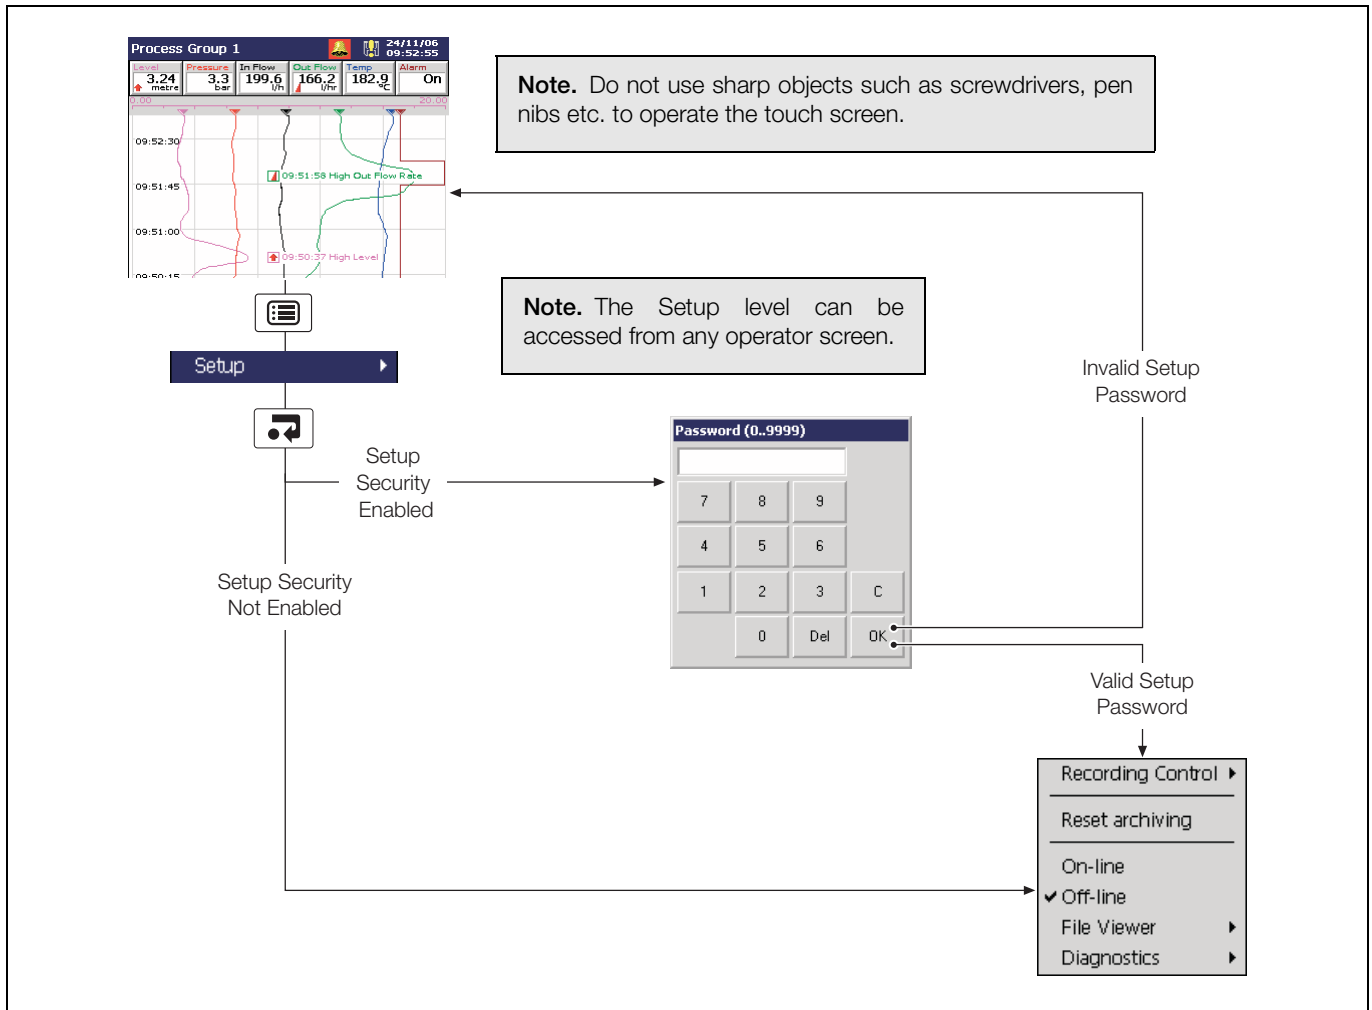 Process Group 1
24/11/06
09:52:55
Level Pressure In Flow Out Flow Temp Alarm
3.24 3.3 199.6 166.2 182.9 On
metre bar l/h l/hr °C
0.00 20.00
09:52:30
09:51:58 High Out Flow Rate
09:51:45
09:51:00
09:50:37 High Level
09:50:15
Note. Do not use sharp objects such as screwdrivers, pen
nibs etc. to operate the touch screen.
Note. The Setup level can be
accessed from any operator screen.
Setup
Setup
Security
Enabled
Setup Security
Not Enabled
Password (0..9999)
7 8 9
4 5 6
1 2 3 C
0 Del OK
Invalid Setup
Password
Valid Setup
Password
Recording Control
Reset archiving
On-line
Off-line
File Viewer
Diagnostics